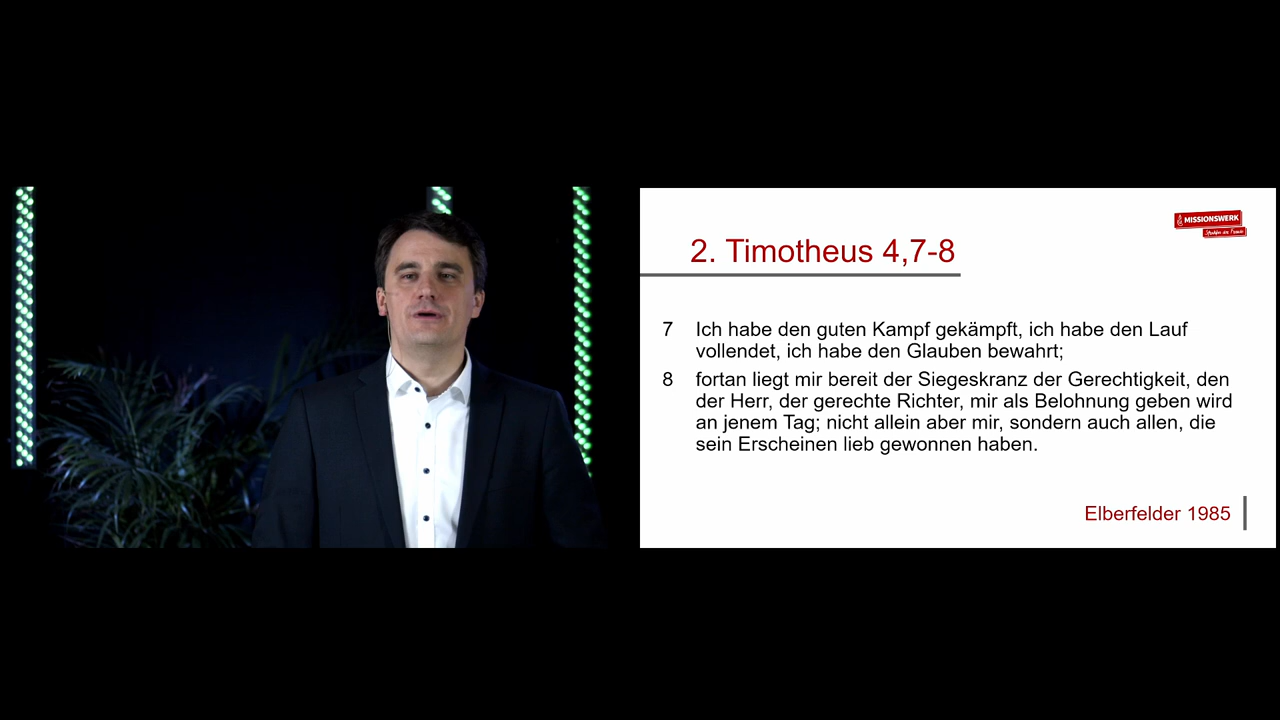 MISSIONSWERK
Stimme der Freude
2. Timotheus 4,7-8
7 Ich habe den guten Kampf gekämpft, ich habe den Lauf
vollendet, ich habe den Glauben bewahrt;
8 fortan liegt mir bereit der Siegeskranz der Gerechtigkeit, den
der Herr, der gerechte Richter, mir als Belohnung geben wird
an jenem Tag; nicht allein aber mir, sondern auch allen, die
sein Erscheinen lieb gewonnen haben.
Elberfelder 1985